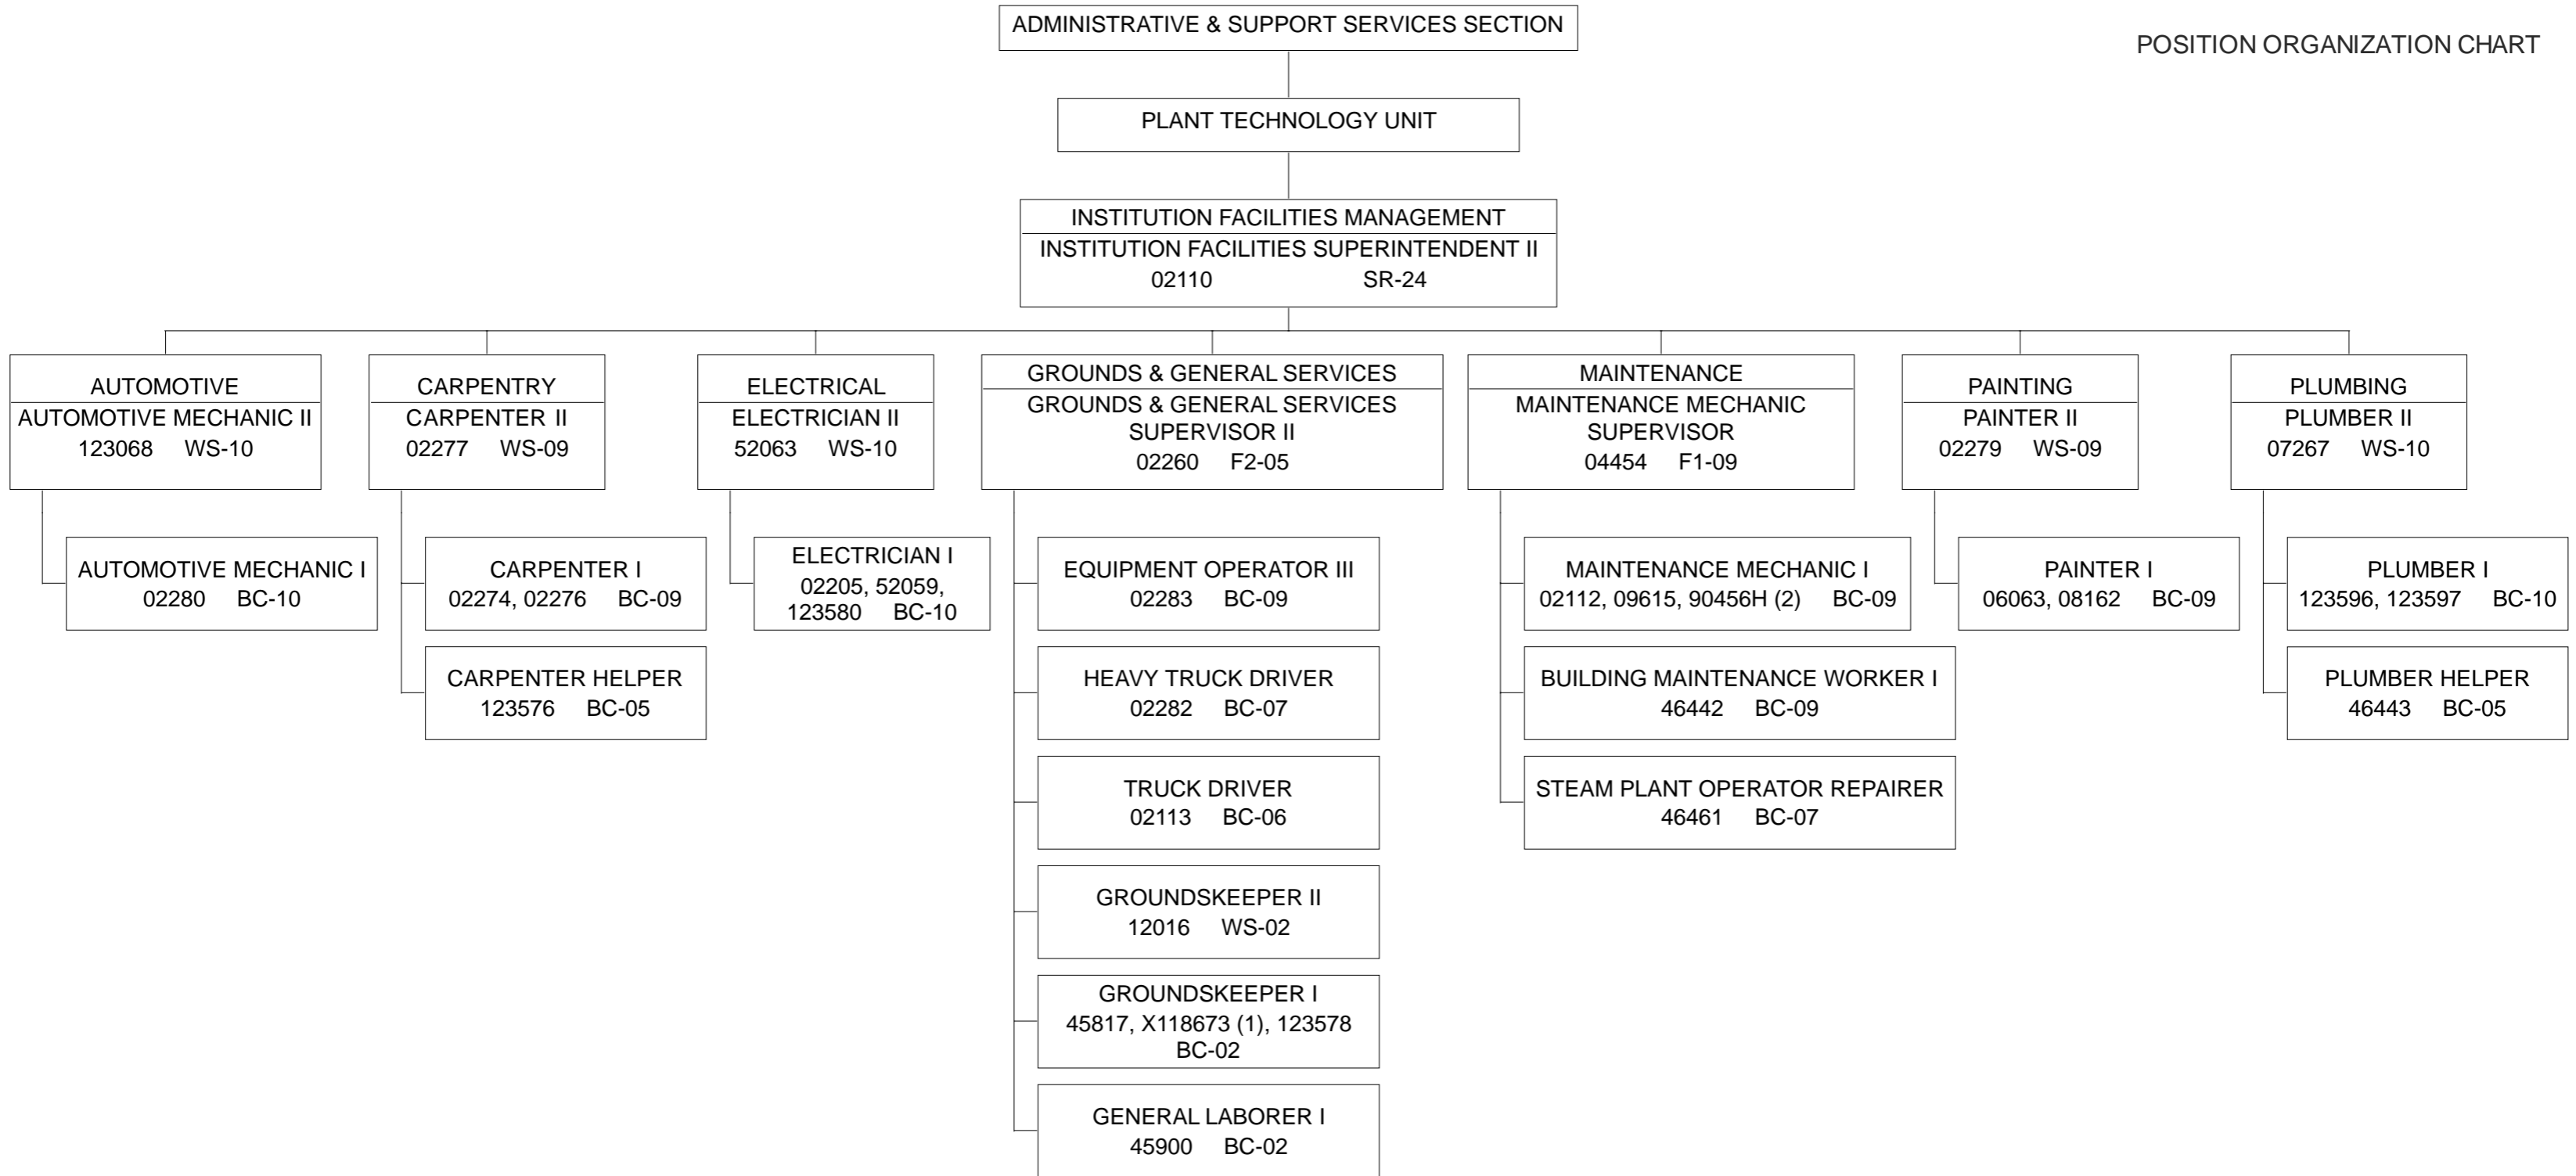 ADMINISTRATIVE & SUPPORT SERVICES SECTION
POSITION ORGANIZATION CHART
PLANT TECHNOLOGY UNIT
INSTITUTION FACILITIES MANAGEMENT
INSTITUTION FACILITIES SUPERINTENDENT II
02110 SR-24
AUTOMOTIVE
AUTOMOTIVE MECHANIC II
123068 WS-10
AUTOMOTIVE MECHANIC I
02280 BC-10
CARPENTRY
CARPENTER II
02277 WS-09
CARPENTER I
02274, 02276 BC-09
CARPENTER HELPER
123576 BC-05
ELECTRICAL
ELECTRICIAN II
52063 WS-10
ELECTRICIAN I
02205, 52059,
123580 BC-10
GROUNDS & GENERAL SERVICES
GROUNDS & GENERAL SERVICES
SUPERVISOR II
02260 F2-05
EQUIPMENT OPERATOR III
02283 BC-09
HEAVY TRUCK DRIVER
02282 BC-07
TRUCK DRIVER
02113 BC-06
GROUNDSKEEPER II
12016 WS-02
GROUNDSKEEPER I
45817, X118673 (1), 123578
BC-02
GENERAL LABORER I
45900 BC-02
MAINTENANCE
MAINTENANCE MECHANIC
SUPERVISOR
04454 F1-09
MAINTENANCE MECHANIC I
02112, 09615, 90456H (2) BC-09
BUILDING MAINTENANCE WORKER I
46442 BC-09
STEAM PLANT OPERATOR REPAIRER
46461 BC-07
PAINTING
PAINTER II
02279 WS-09
PAINTER I
06063, 08162 BC-09
PLUMBING
PLUMBER II
07267 WS-10
PLUMBER I
123596, 123597 BC-10
PLUMBER HELPER
46443 BC-05